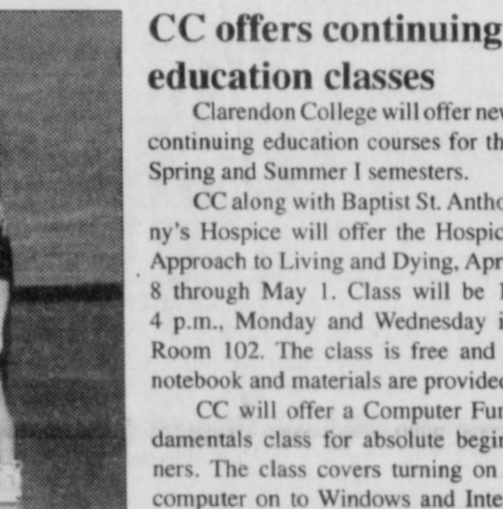 CC offers continuing
education classes
Clarendon College will offer new
continuing education courses for th
Spring and Summer I semesters.
CC along with Baptist St. Antho
ny's Hospice will offer the Hospic
Approach to Living and Dying, Apr
8 through May 1. Class will be 1
4 p.m., Monday and Wednesday i
Room 102. The class is free and
notebook and materials are provided
CC will offer a Computer Fun
damentals class for absolute begin
ners. The class covers turning on
computer on to Windows and Inte